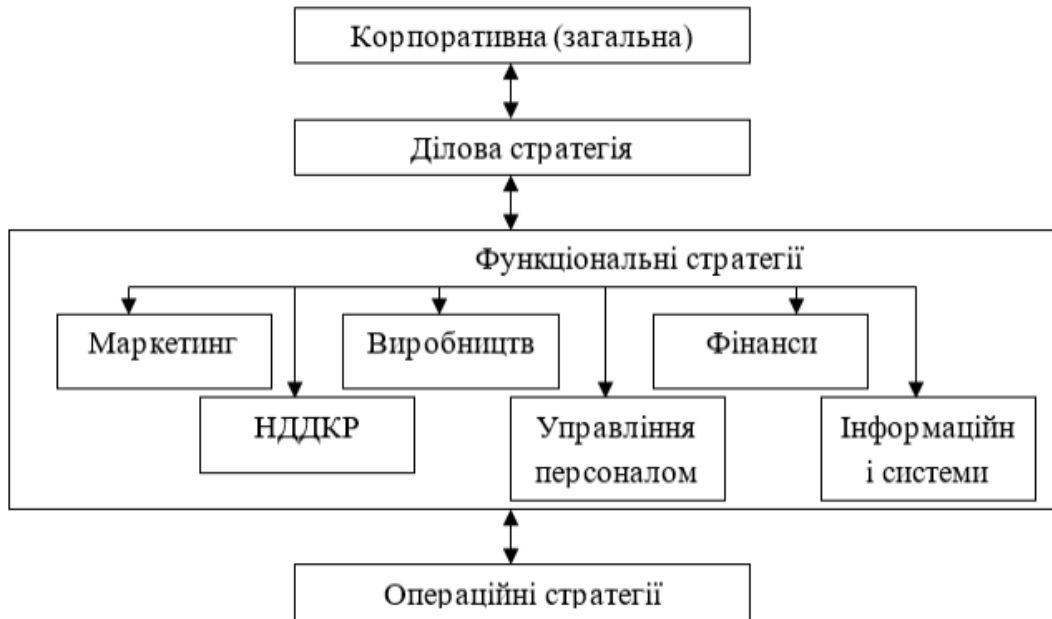 Корпоративна (загальна)
Ділова стратегія
Функціональні стратегії
Маркетинг
Виробництв
Фінанси
НДДКР
Управління
персоналом
Інформаційн
і системи
Операційні стратегії